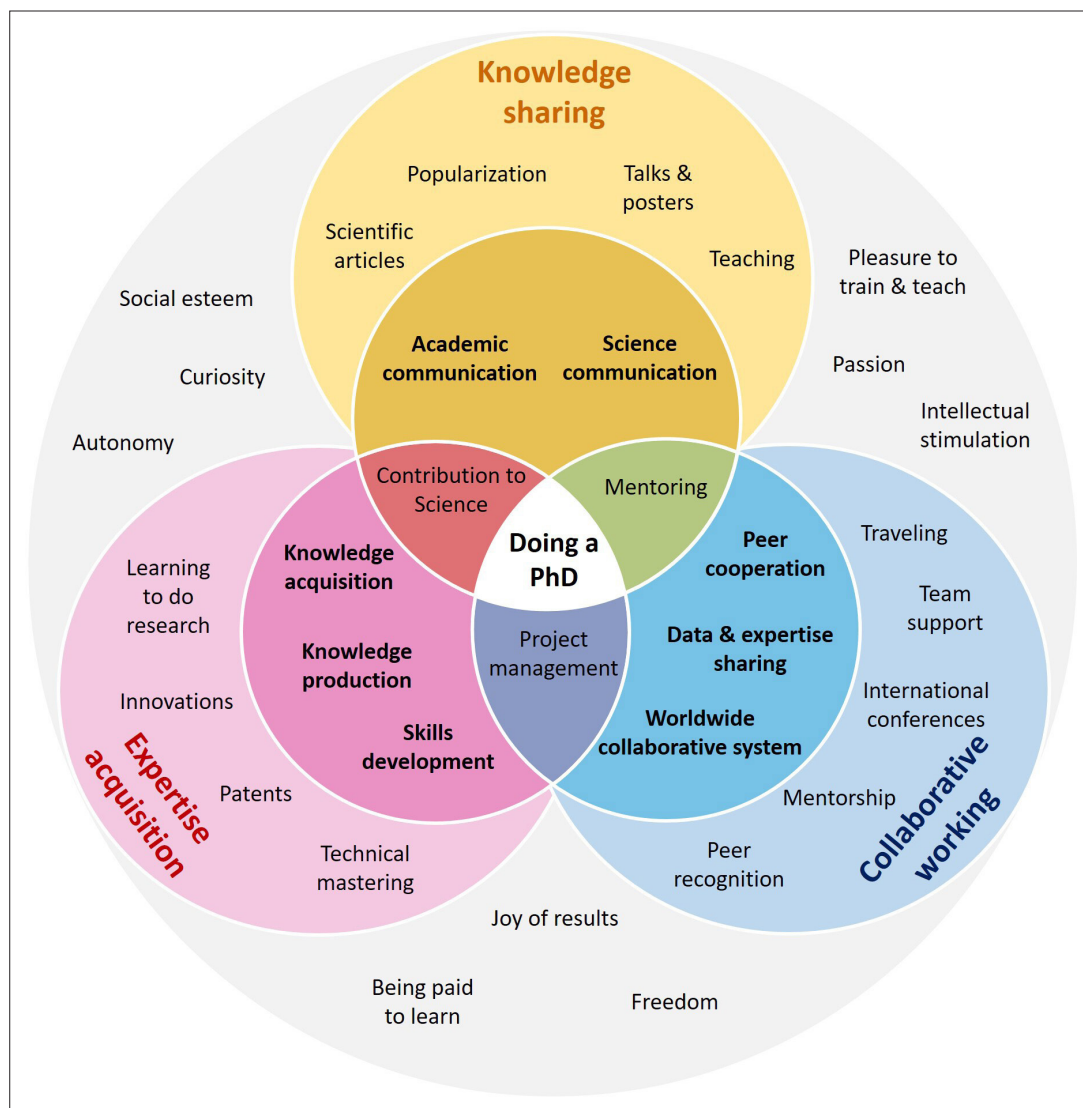 Knowledge
sharing
Popularization
Talks &
posters
Scientific
articles
Teaching
Pleasure to
train & teach
Social esteem
Academic
communication
Science
communication
Curiosity
Passion
Autonomy
Intellectual
stimulation
Contribution to
Science
Mentoring
Doing a
PhD
Knowledge
acquisition
Peer
cooperation
Traveling
Learning
to do
research
Team
support
Knowledge
production
Project
management
Data & expertise
sharing
Innovations
International
conferences
Skills
development
Worldwide
collaborative system
Expertise
acquisition
Patents
Mentorship
Collaborative
working
Technical
mastering
Peer
recognition
Joy of results
Being paid
to learn
Freedom